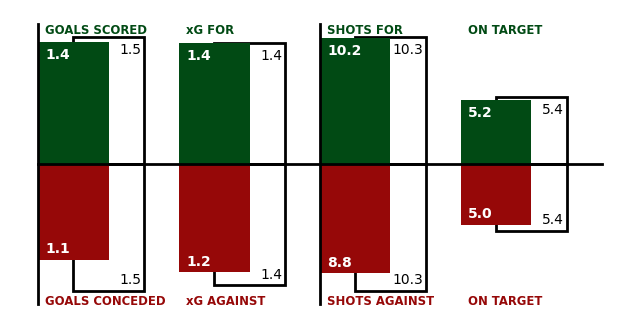 GOALS SCORED xG FOR SHOTS FOR ON TARGET
1.4 1.5 1.4 1.4 10.2 10.3 5.2 5.4
1.1 1.5 1.2 1.4 8.8 10.3 5.0 5.4
GOALS CONCEDED xG AGAINST SHOTS AGAINST ON TARGET